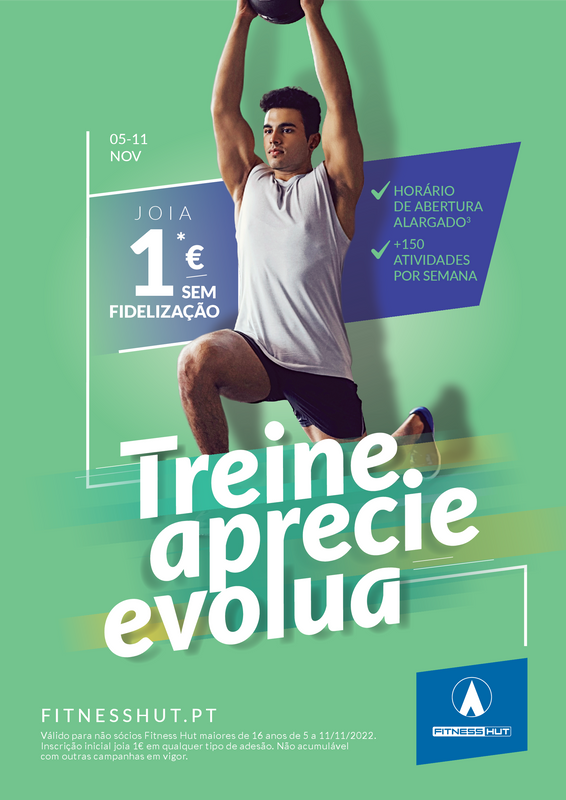 05-11
NOV
JOIA
1*€
SEM
FIDELIZAÇÃO
HORÁRIO
DE ABERTURA
ALARGADO³
+150
ATIVIDADES
POR SEMANA
Treine
aprecie
evolua
FITNESSHUT.PT
Válido para não sócios Fitness Hut maiores de 16 anos de 5 a 11/11/2022.
Inscrição inicial joia 1€ em qualquer tipo de adesão. Não acumulável
com outras campanhas em vigor.
FITNESS HUT